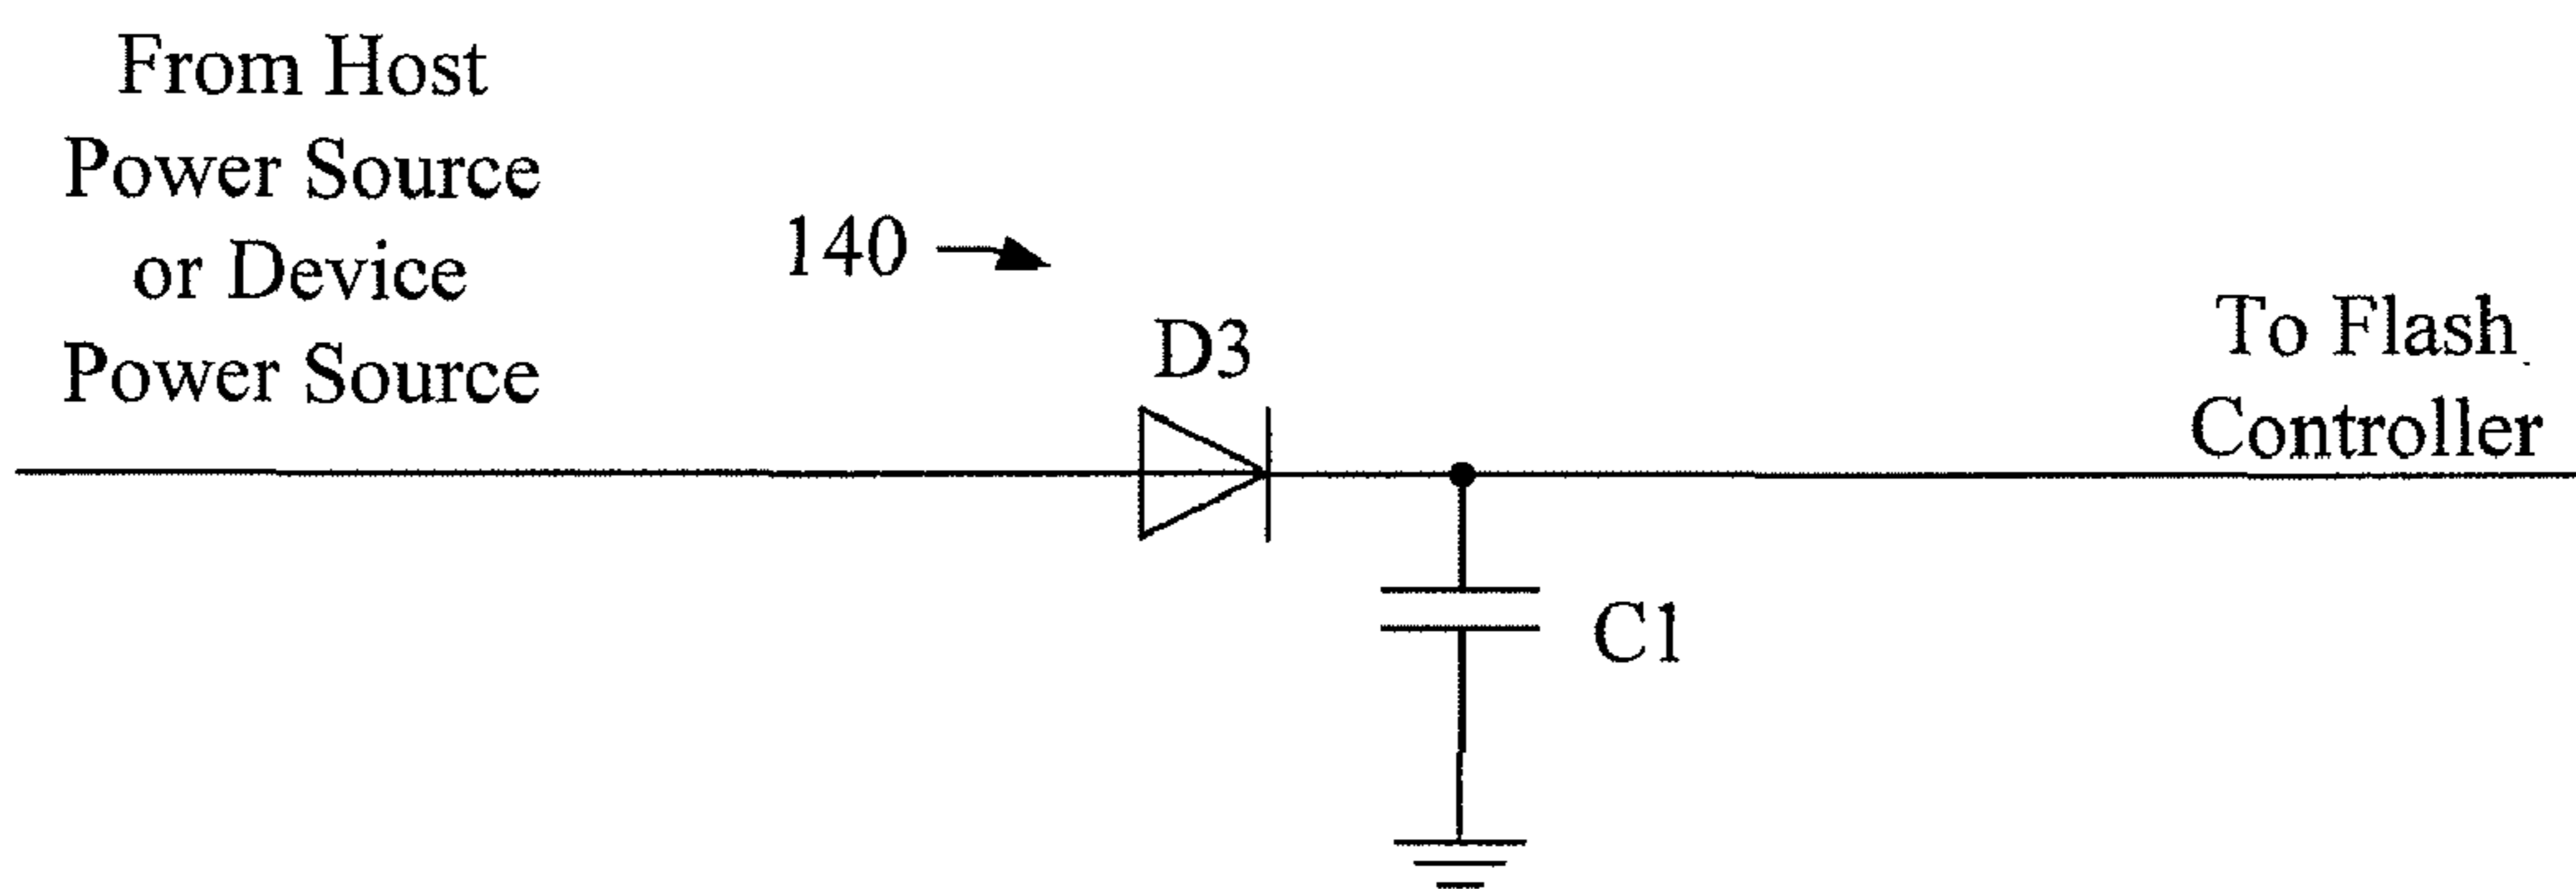 From Host
Power Source
or Device
Power Source
140
D3
To Flash
Controller
C1